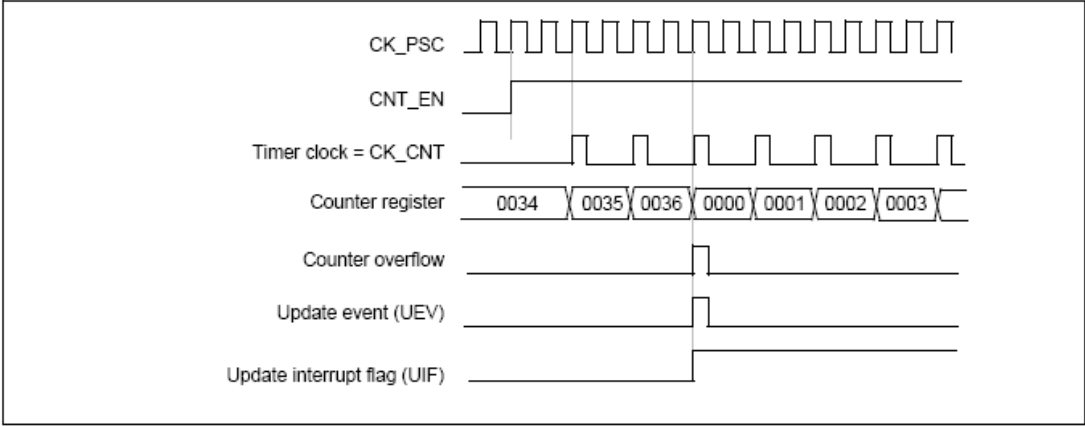 CK_PSC
CNT_EN
Timer clock = CK_CNT
Counter register 0034 0035 0036 0000 0001 0002 0003
Counter overflow
Update event (UEV)
Update interrupt flag (UIF)